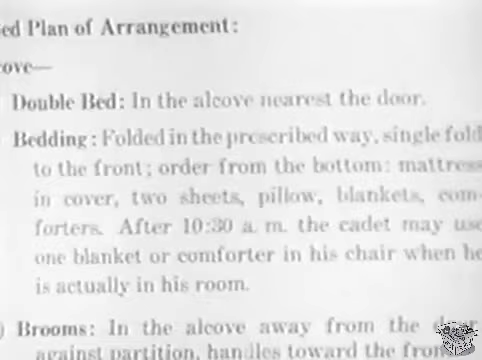 ed Plan of Arrangement:
ove—
Double Bed: In the alcove nearest the door.
Bedding: Folded in the prescribed way, single fold
to the front; order from the bottom: mattress
in cover, two sheets, pillow, blankets, com-
forters. After 10:30 a. m. the cadet may use
one blanket or comforter in his chair when he
is actually in his room.
) Brooms: In the alcove away from the door
against partition, handles toward the front